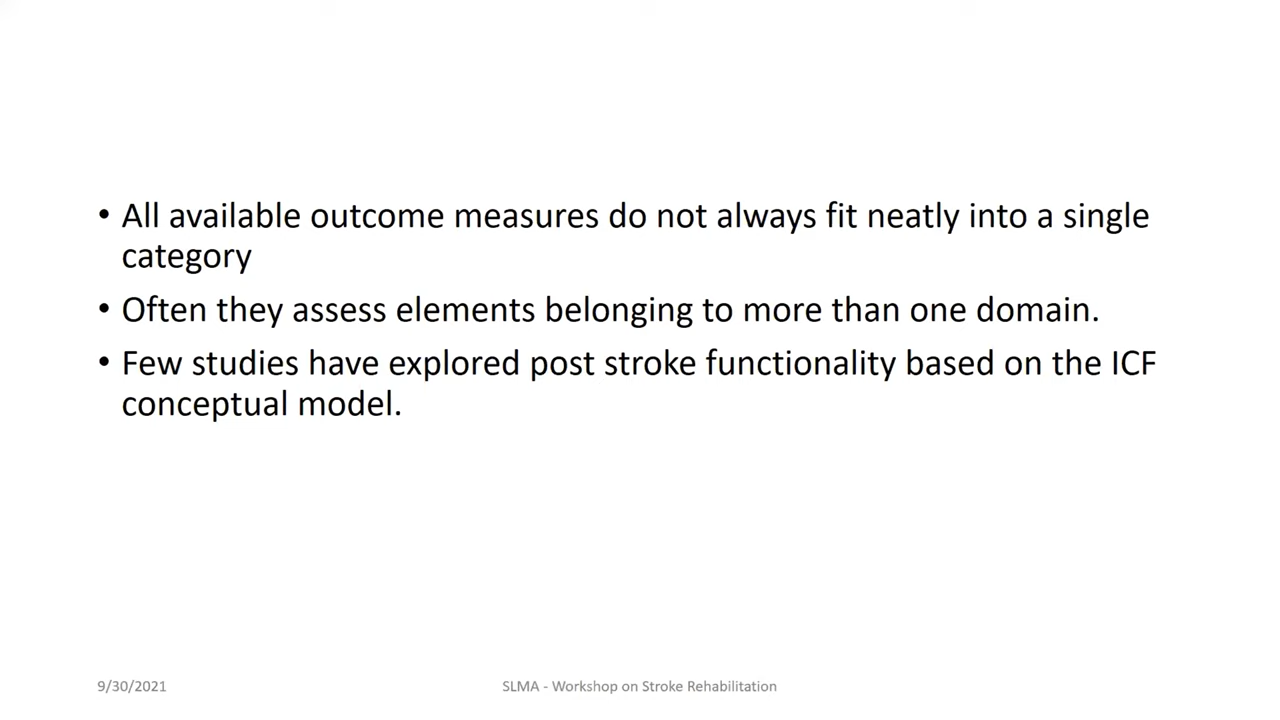 • All available outcome measures do not always fit neatly into a single
category
• Often they assess elements belonging to more than one domain.
• Few studies have explored post stroke functionality based on the ICF
conceptual model.
9/30/2021
SLMA - Workshop on Stroke Rehabilitation